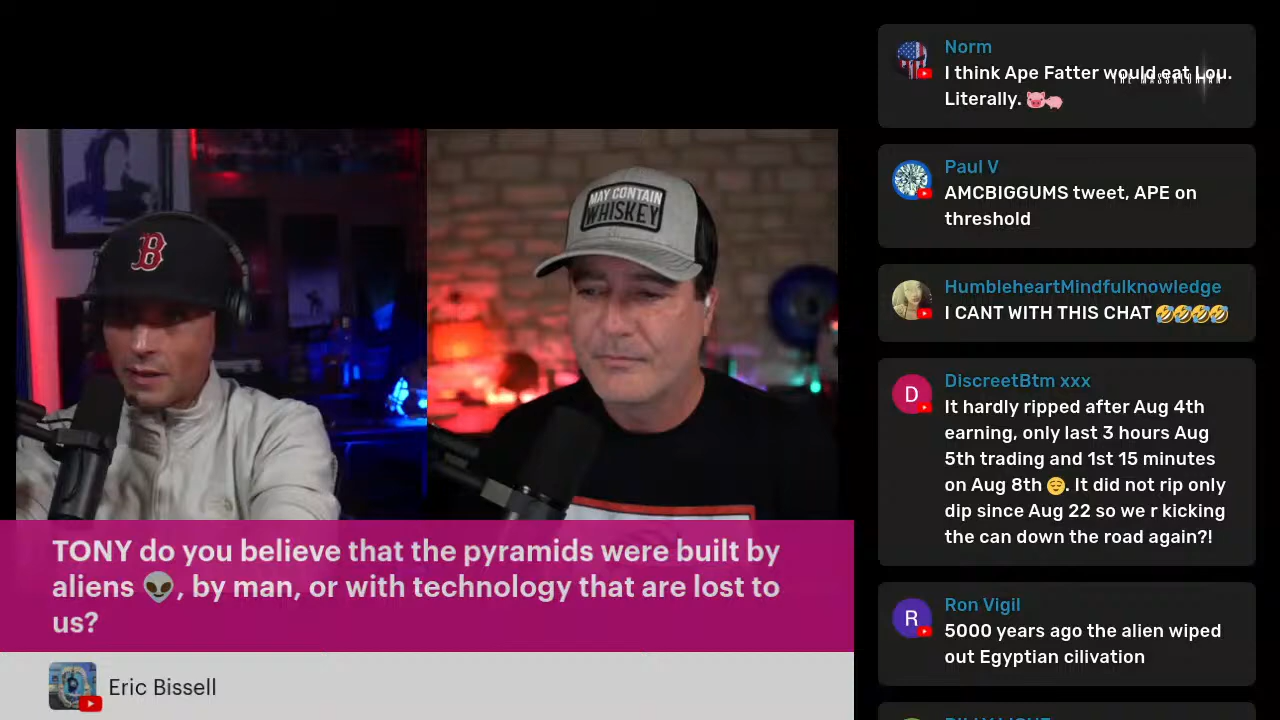 B
MAY CONTAIN
WHISKEY
TONY do you believe that the pyramids were built by
aliens 👽, by man, or with technology that are lost to
us?
Eric Bissell
Norm
I think Ape Fatter would eat Lou.
Literally. 🐷🐖
Paul V
AMCBIGGUMS tweet, APE on
threshold
HumbleheartMindfulknowledge
I CANT WITH THIS CHAT 🤣🤣🤣🤣
D
DiscreetBtm xxx
It hardly ripped after Aug 4th
earning, only last 3 hours Aug
5th trading and 1st 15 minutes
on Aug 8th 😌. It did not rip only
dip since Aug 22 so we r kicking
the can down the road again?!
R
Ron Vigil
5000 years ago the alien wiped
out Egyptian cilivation